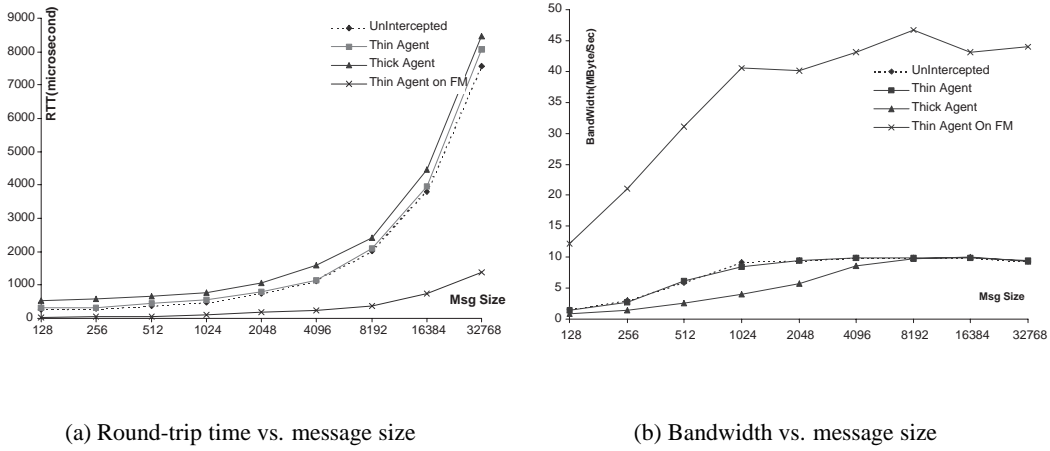 9000
8000
7000
6000
5000
4000
3000
2000
1000
0
RTT(microsecond)
UnIntercepted
Thin Agent
Thick Agent
Thin Agent on FM
Msg Size
128 256 512 1024 2048 4096 8192 16384 32768
(a) Round-trip time vs. message size
50
45
40
35
30
25
20
15
10
5
0
BandWidth(MByte/Sec)
UnIntercepted
Thin Agent
Thick Agent
Thin Agent On FM
Msg Size
128 256 512 1024 2048 4096 8192 16384 32768
(b) Bandwidth vs. message size